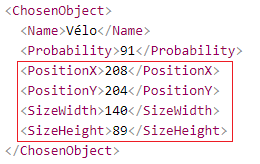 <ChosenObject>
<Name>Vélo</Name>
<Probability>91</Probability>
<PositionX>208</PositionX>
<PositionY>204</PositionY>
<SizeWidth>140</SizeWidth>
<SizeHeight>89</SizeHeight>
</ChosenObject>